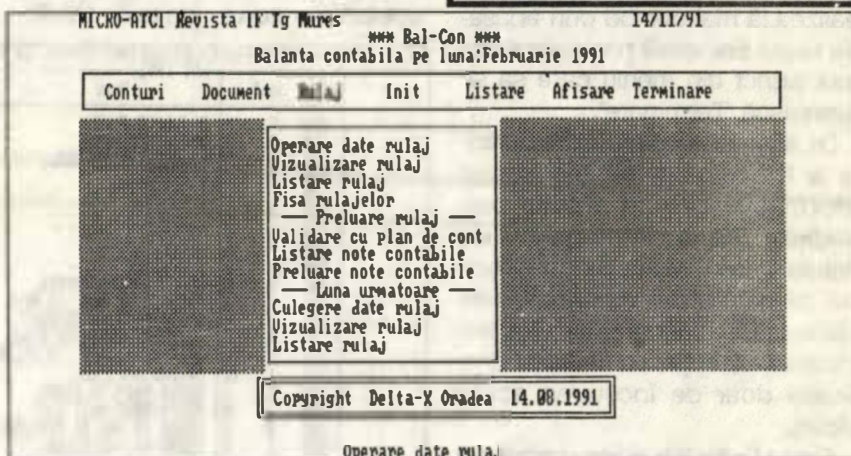 MICRO-ATCI Revista IF Tg Mures 14/11/91
*** Bal-Con ***
Balanta contabila pe luna:Februarie 1991
Conturi Document Rulaj Init Listare Afisare Terminare
Operare date rulaj
Vizualizare rulaj
Listare rulaj
Fisa rulajelor
— Preluare rulaj —
Validare cu plan de cont
Listare note contabile
Preluare note contabile
— Luna urmatoare —
Culegere date rulaj
Vizualizare rulaj
Listare rulaj
Copyright Delta-X Oradea 14.08.1991
Operare date rulaj